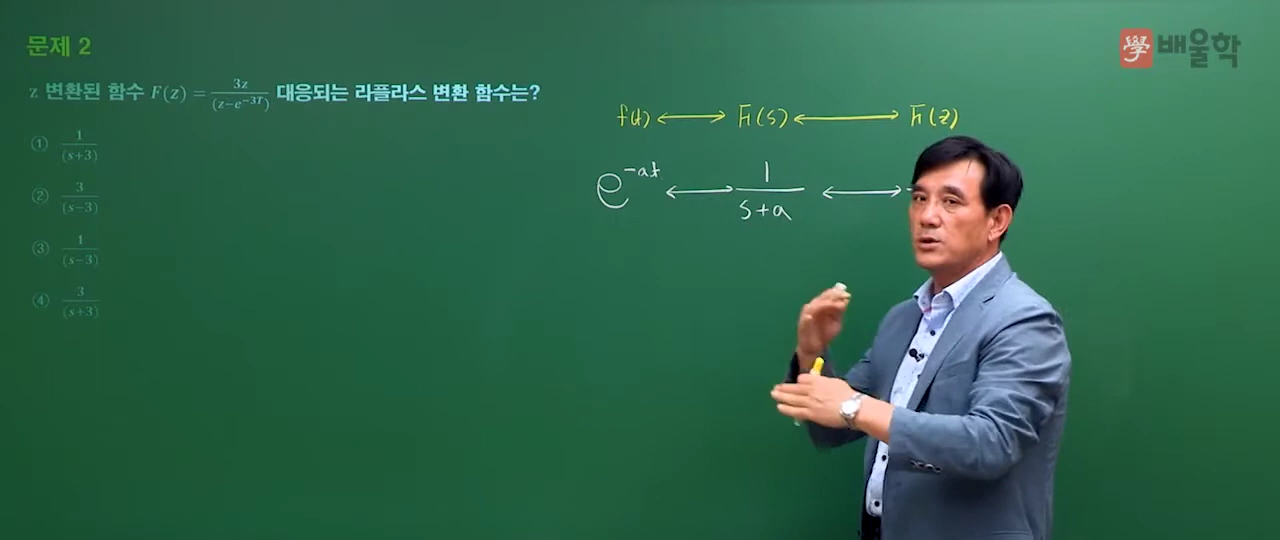 문제 2
學 배울학
z 변환된 함수 F(z) = 3z/(z-e^{-3T}) 대응되는 라플라스 변환 함수는?
① 1/(s+3)
② 3/(s-3)
③ 1/(s-3)
④ 3/(s+3)
f(t) ⟷ F(s) ⟷ F(z)
e^{-at} ⟷ 1/(s+a) ⟷